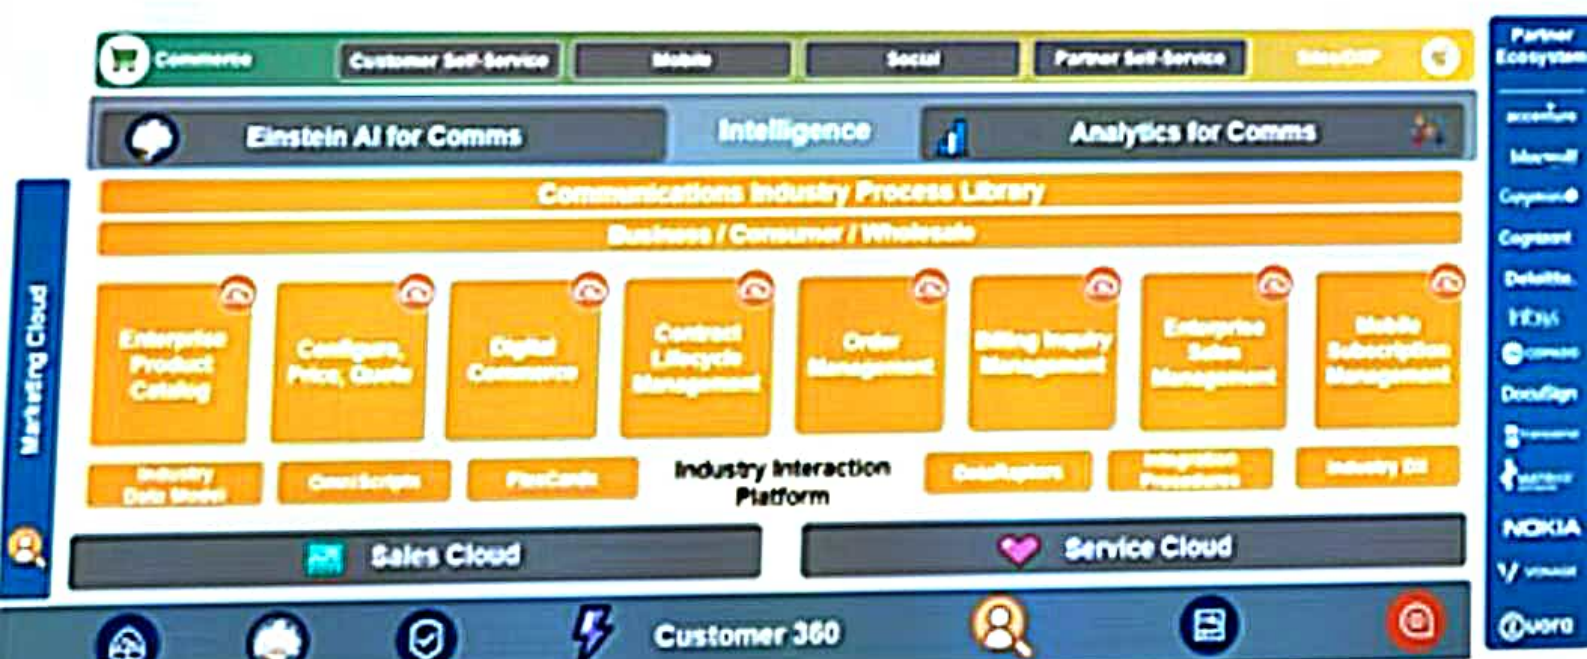 Commerce
Customer Self-Service
Mobile
Social
Partner Self-Service
Partner
Ecosystem
Einstein AI for Comms
Intelligence
Analytics for Comms
accenture
Communications Industry Process Library
Business / Consumer / Wholesale
Marketing Cloud
Enterprise
Product
Catalog
Configure,
Price, Quote
Digital
Commerce
Contract
Lifecycle
Management
Order
Management
Billing Inquiry
Management
Enterprise
Sales
Management
Mobile
Subscription
Management
Capgemini
Cognizant
Deloitte.
Infosys
DocuSign
Industry
Data Model
OmniScripts
FlexCards
Industry Interaction
Platform
DataRaptors
Integration
Procedures
Industry DX
NOKIA
Sales Cloud
Service Cloud
Customer 360